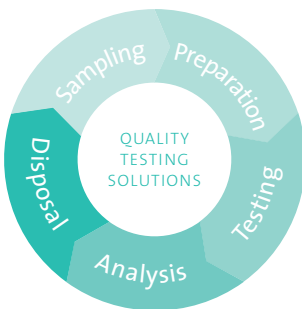 Sampling
Preparation
Testing
Analysis
Disposal
QUALITY
TESTING
SOLUTIONS